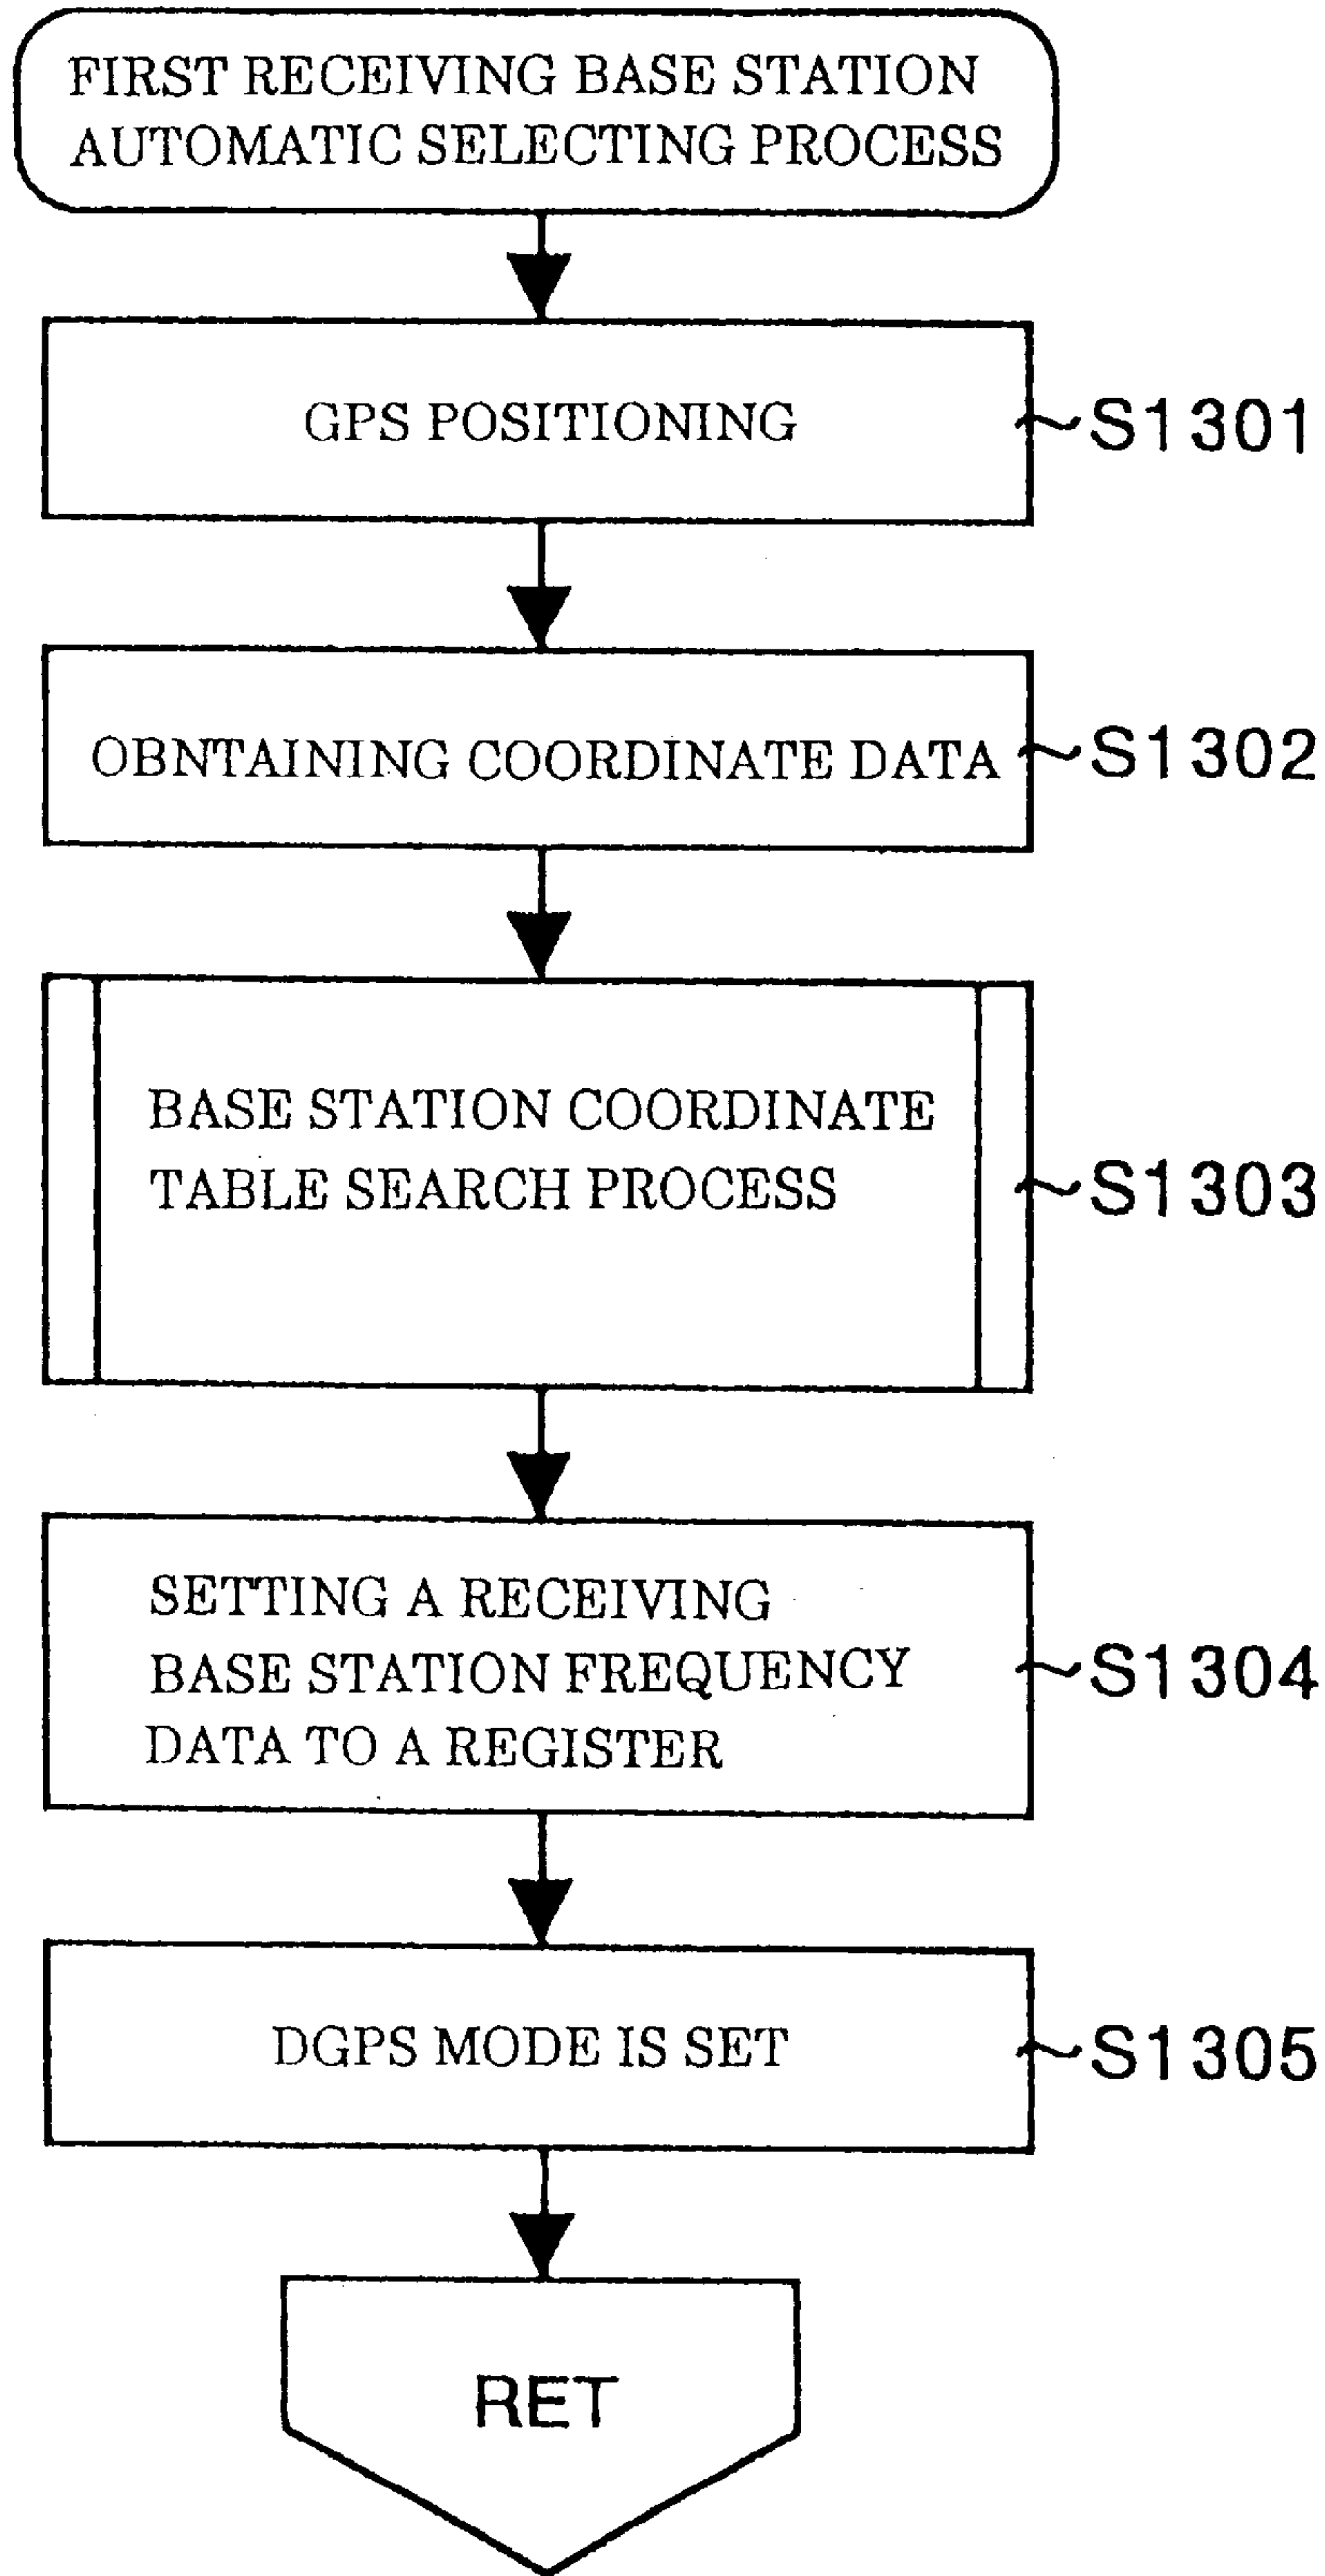 FIRST RECEIVING BASE STATION
AUTOMATIC SELECTING PROCESS
GPS POSITIONING
S1301
OBNTAINING COORDINATE DATA
S1302
BASE STATION COORDINATE
TABLE SEARCH PROCESS
S1303
SETTING A RECEIVING
BASE STATION FREQUENCY
DATA TO A REGISTER
S1304
DGPS MODE IS SET
S1305
RET